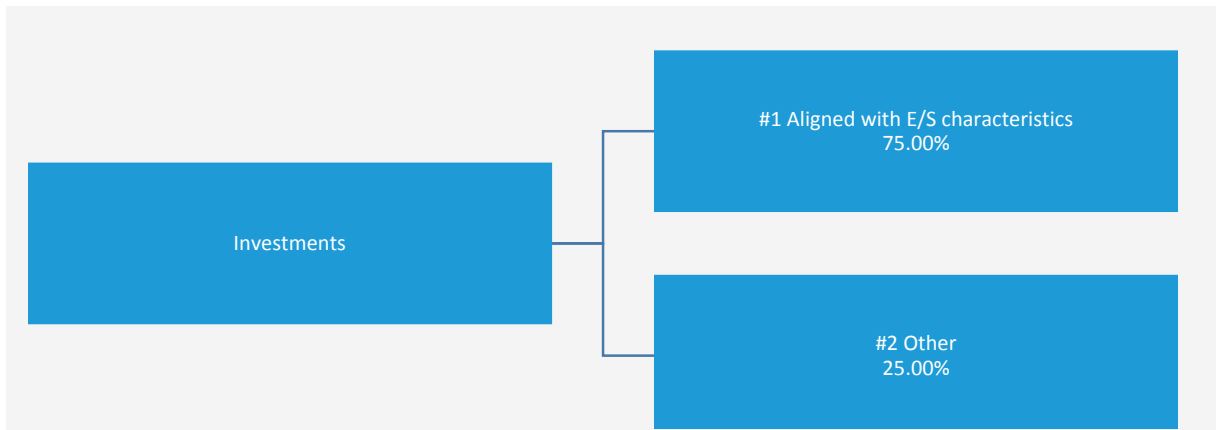 Investments
#1 Aligned with E/S characteristics
75.00%
#2 Other
25.00%